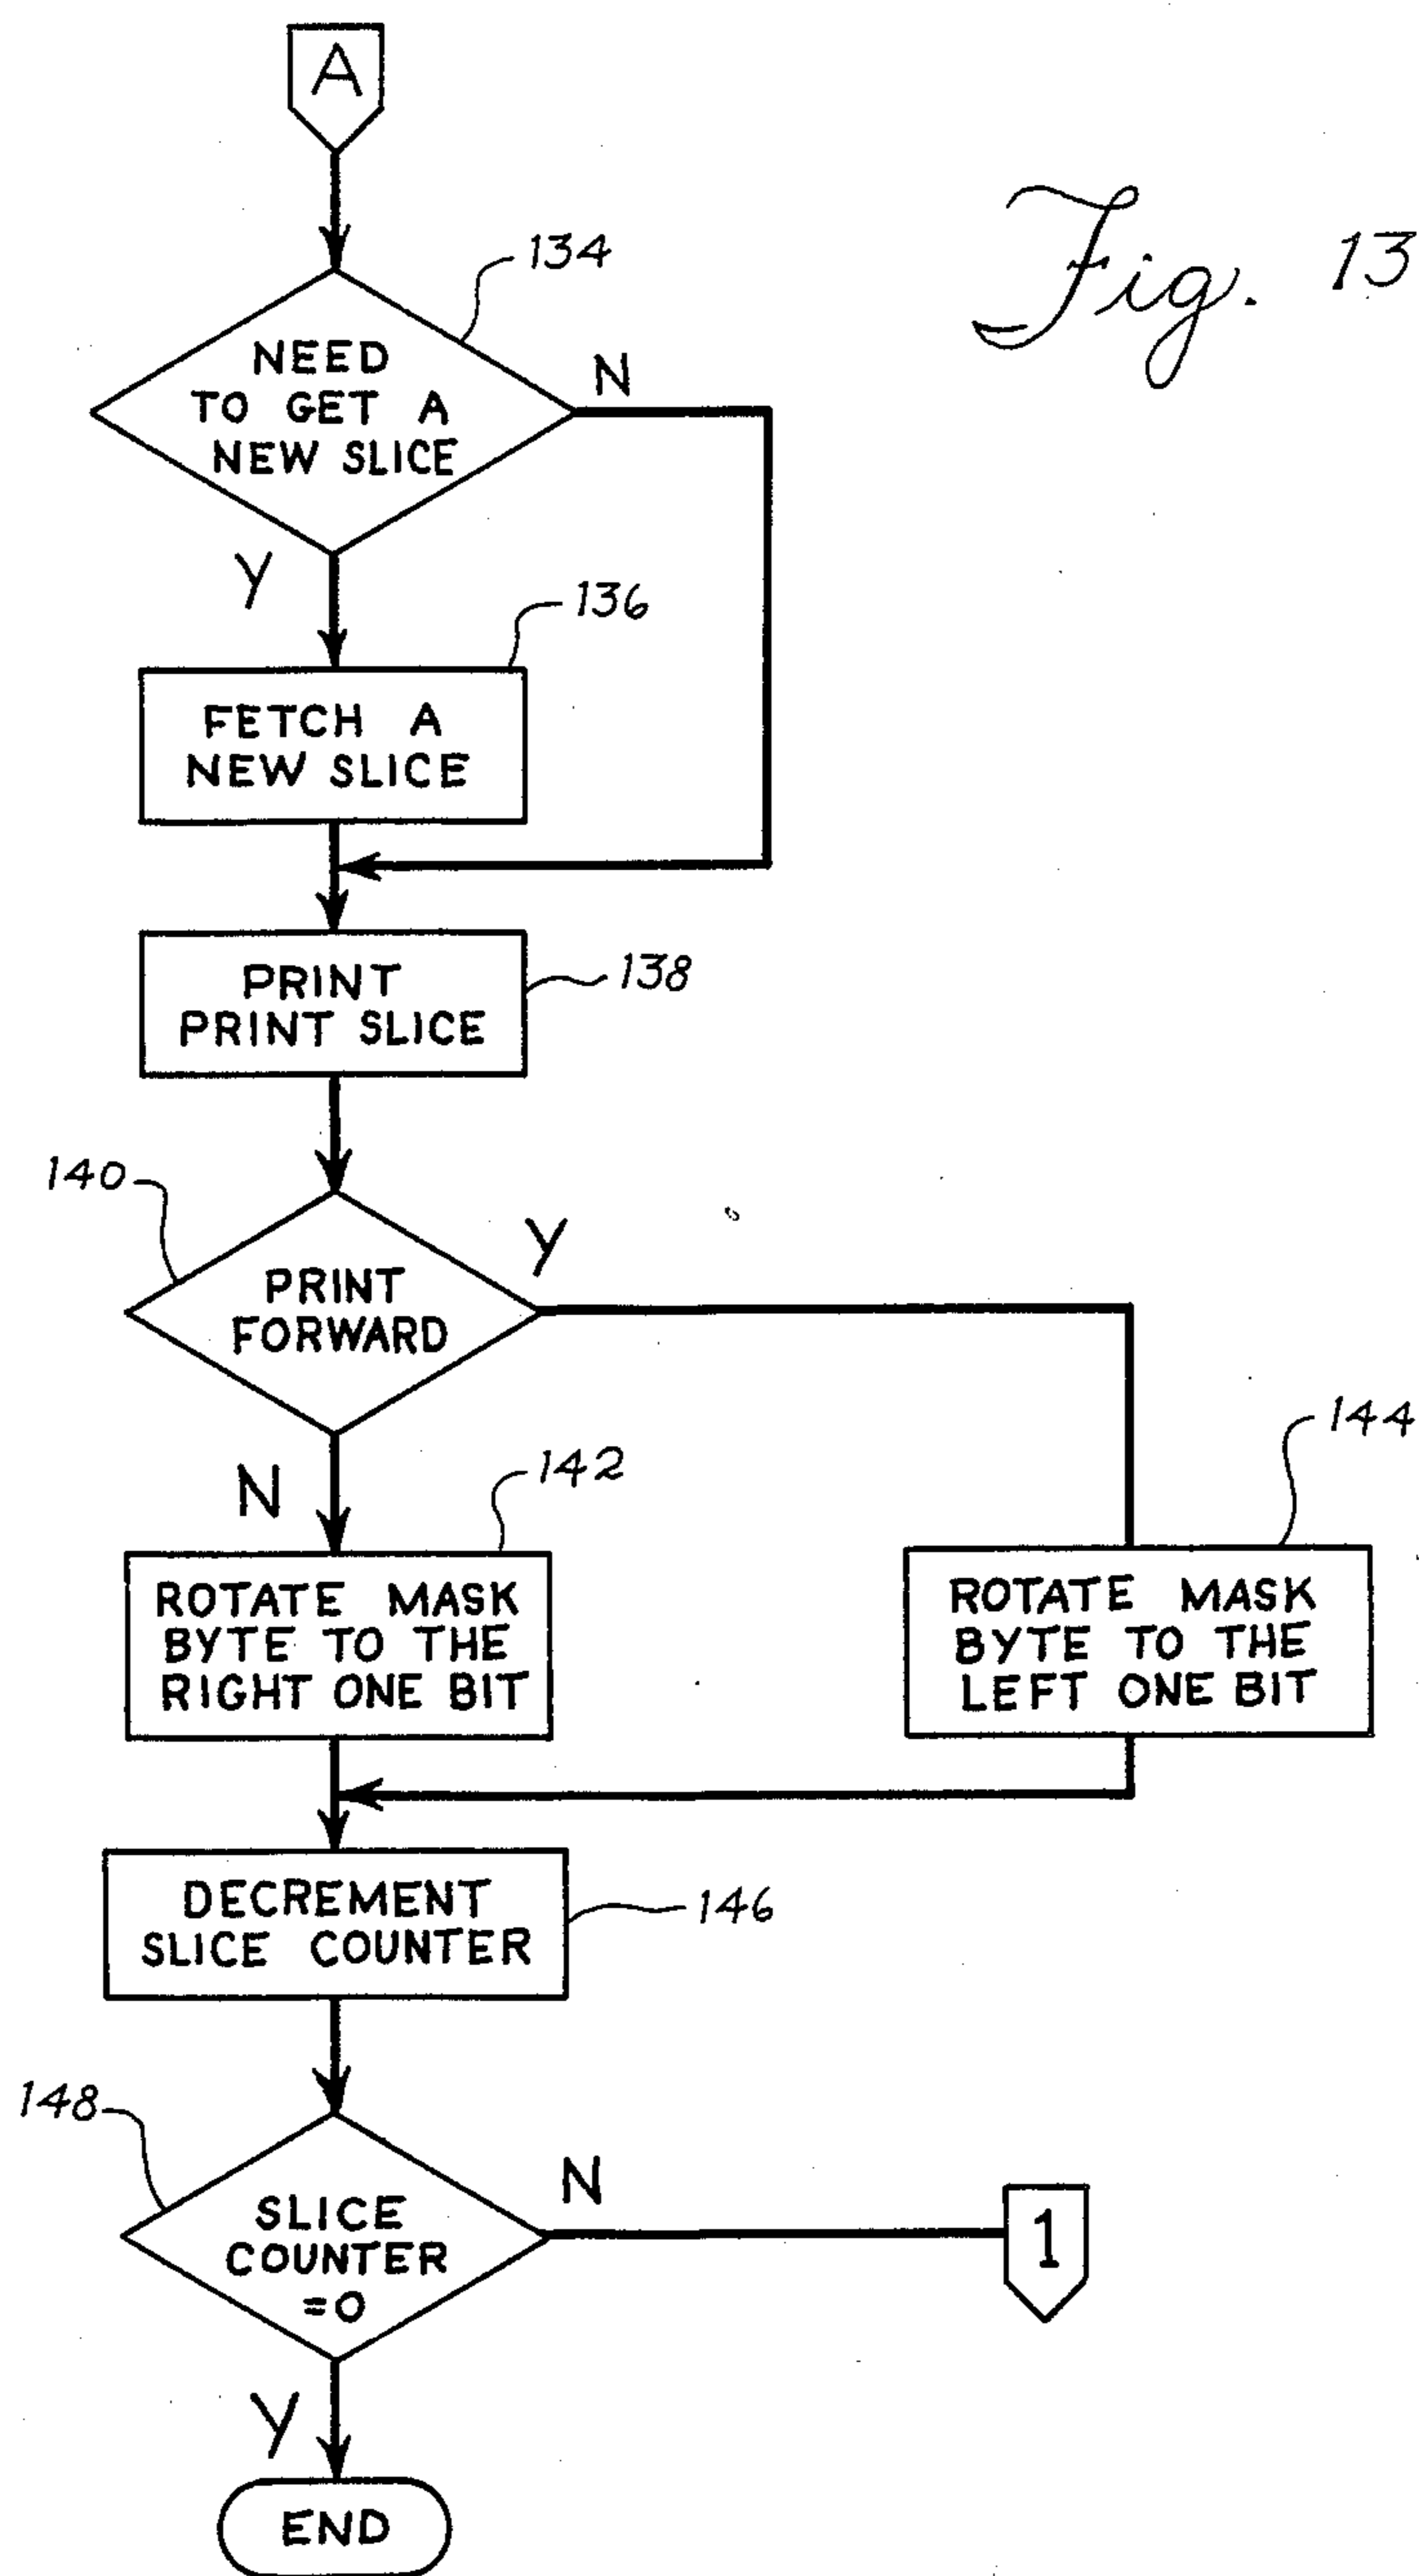 A
Fig. 13
134
NEED
TO GET A
NEW SLICE
N
Y
136
FETCH A
NEW SLICE
138
PRINT
PRINT SLICE
140
PRINT
FORWARD
Y
N
142
144
ROTATE MASK
BYTE TO THE
RIGHT ONE BIT
ROTATE MASK
BYTE TO THE
LEFT ONE BIT
146
DECREMENT
SLICE COUNTER
148
SLICE
COUNTER
=0
N
1
Y
END